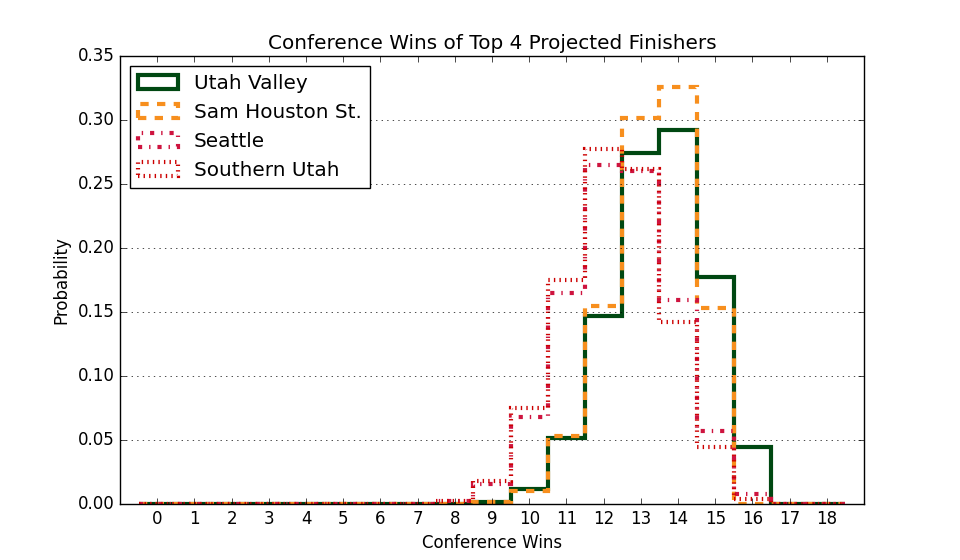 Conference Wins of Top 4 Projected Finishers
0.35
0.30
0.25
0.20
0.15
0.10
0.05
0.00
Probability
Utah Valley
Sam Houston St.
Seattle
Southern Utah
0 1 2 3 4 5 6 7 8 9 10 11 12 13 14 15 16 17 18
Conference Wins